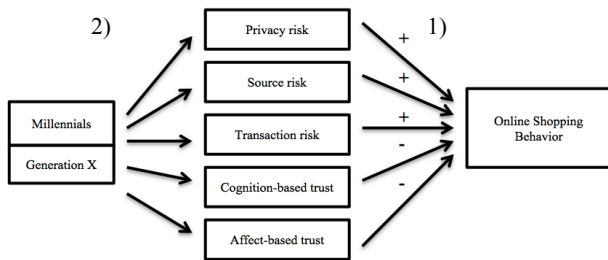 2)
Privacy risk
1)
+
Source risk
+
Millennials
Transaction risk
+
Online Shopping
Behavior
Generation X
-
Cognition-based trust
-
Affect-based trust